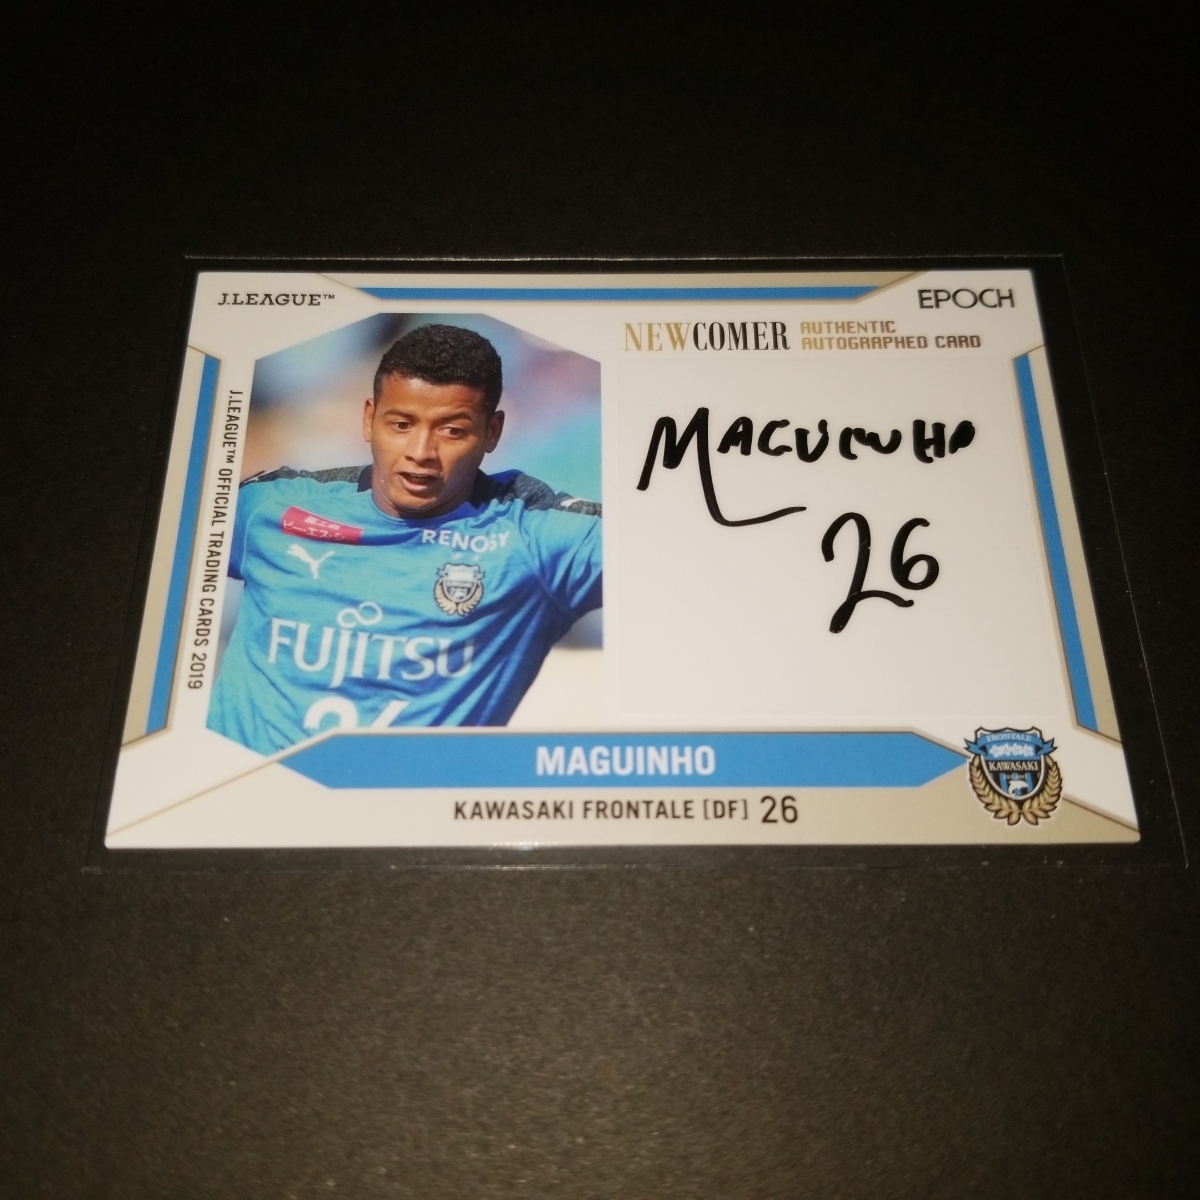 J.LEAGUE™
EPOCH
NEWCOMER AUTHENTIC
AUTOGRAPHED CARD
J.LEAGUE™ OFFICIAL TRADING CARDS 2019
MAGUINHO
26
RENOSY
FUJITSU
26
MAGUINHO
KAWASAKI FRONTALE [DF] 26
FRONTALE
KAWASAKI